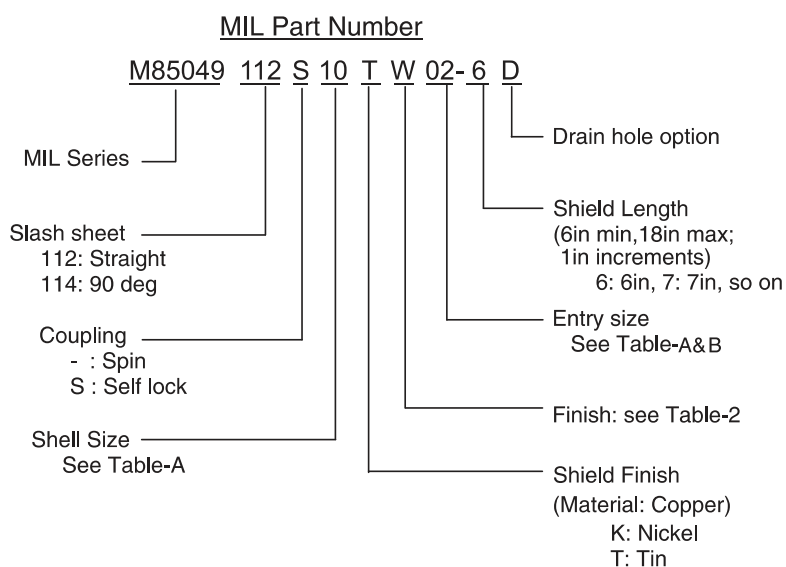 MIL Part Number
M85049 112 S 10 T W 02- 6 D
MIL Series
Slash sheet
112: Straight
114: 90 deg
Coupling
- : Spin
S : Self lock
Shell Size
See Table-A
Drain hole option
Shield Length
(6in min,18in max;
1in increments)
6: 6in, 7: 7in, so on
Entry size
See Table-A&B
Finish: see Table-2
Shield Finish
(Material: Copper)
K: Nickel
T: Tin